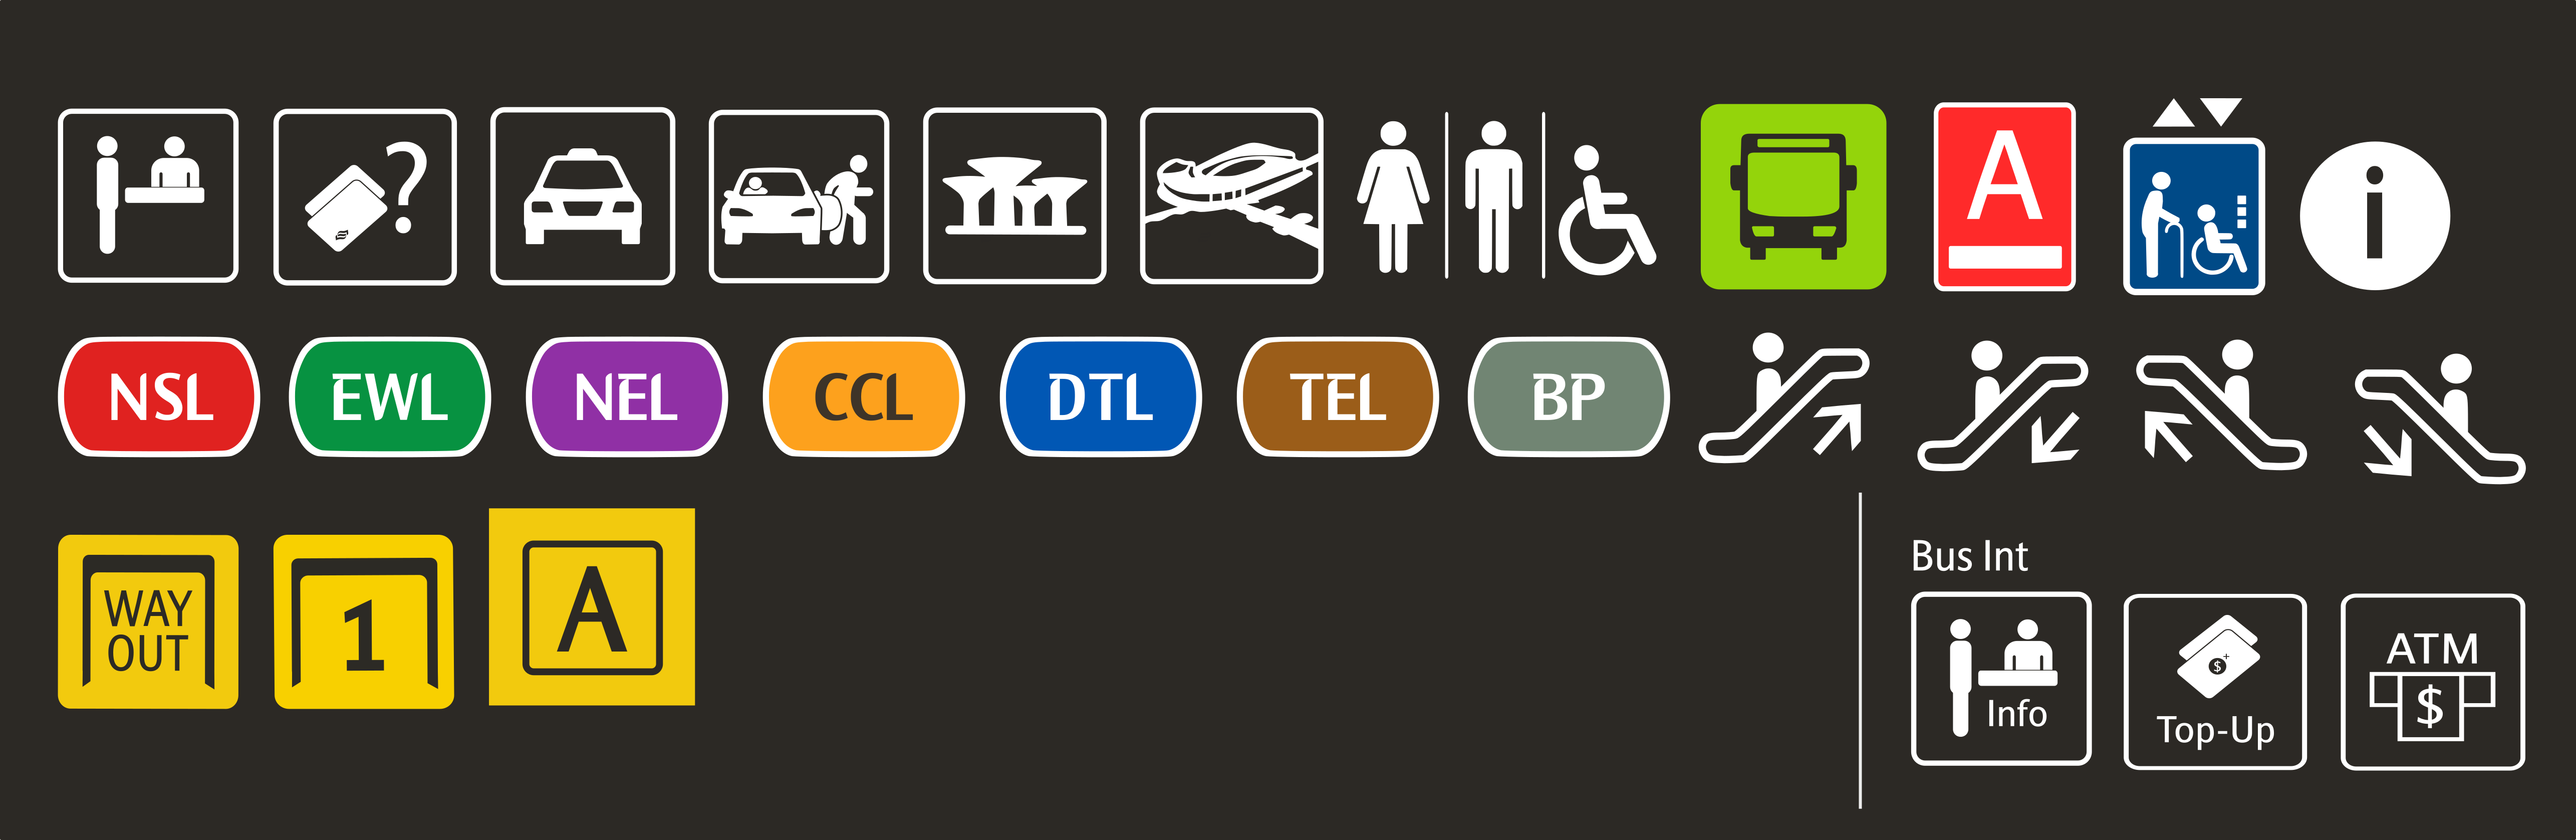 ?
A
i
NSL
EWL
NEL
CCL
DTL
TEL
BP
WAY
OUT
1
A
Bus Int
Info
$+
Top-Up
ATM
$